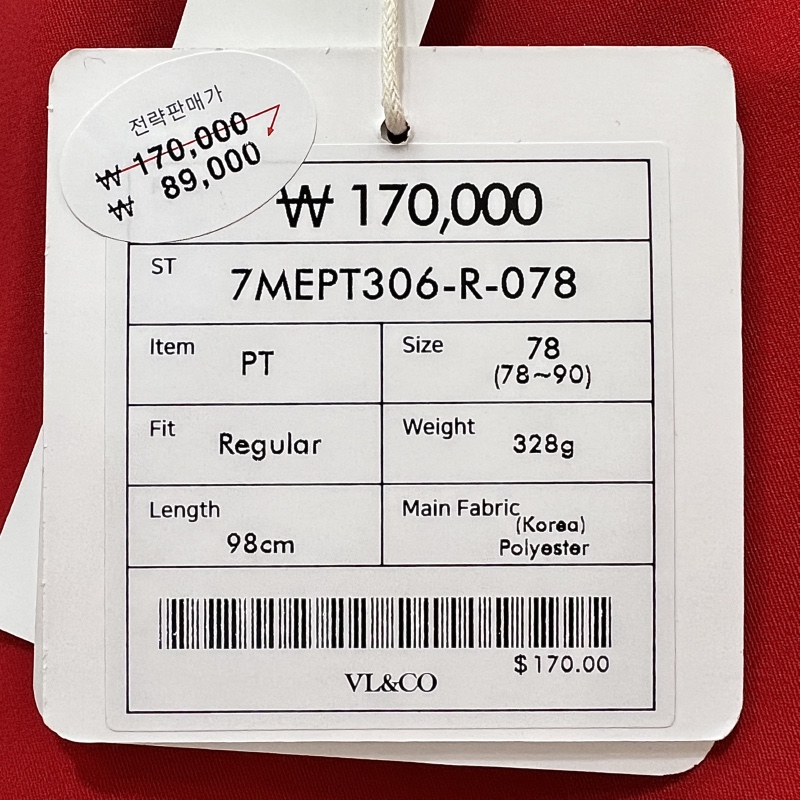 전략판매가
₩ 170,000
₩ 89,000
₩ 170,000
ST
7MEPT306-R-078
Item PT
Size 78
(78~90)
Fit Regular
Weight 328g
Length
98cm
Main Fabric
(Korea)
Polyester
$170.00
VL&CO